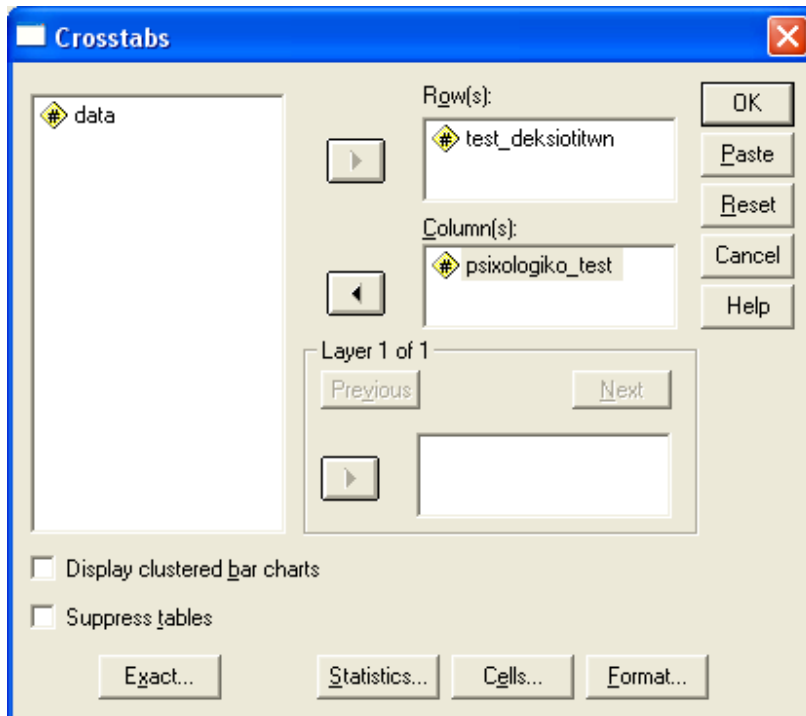 Crosstabs
data
Row(s):
test_deksiotitwn
Column(s):
psixologiko_test
OK
Paste
Reset
Cancel
Help
Layer 1 of 1
Previous
Next
Display clustered bar charts
Suppress tables
Exact...
Statistics...
Cells...
Format...